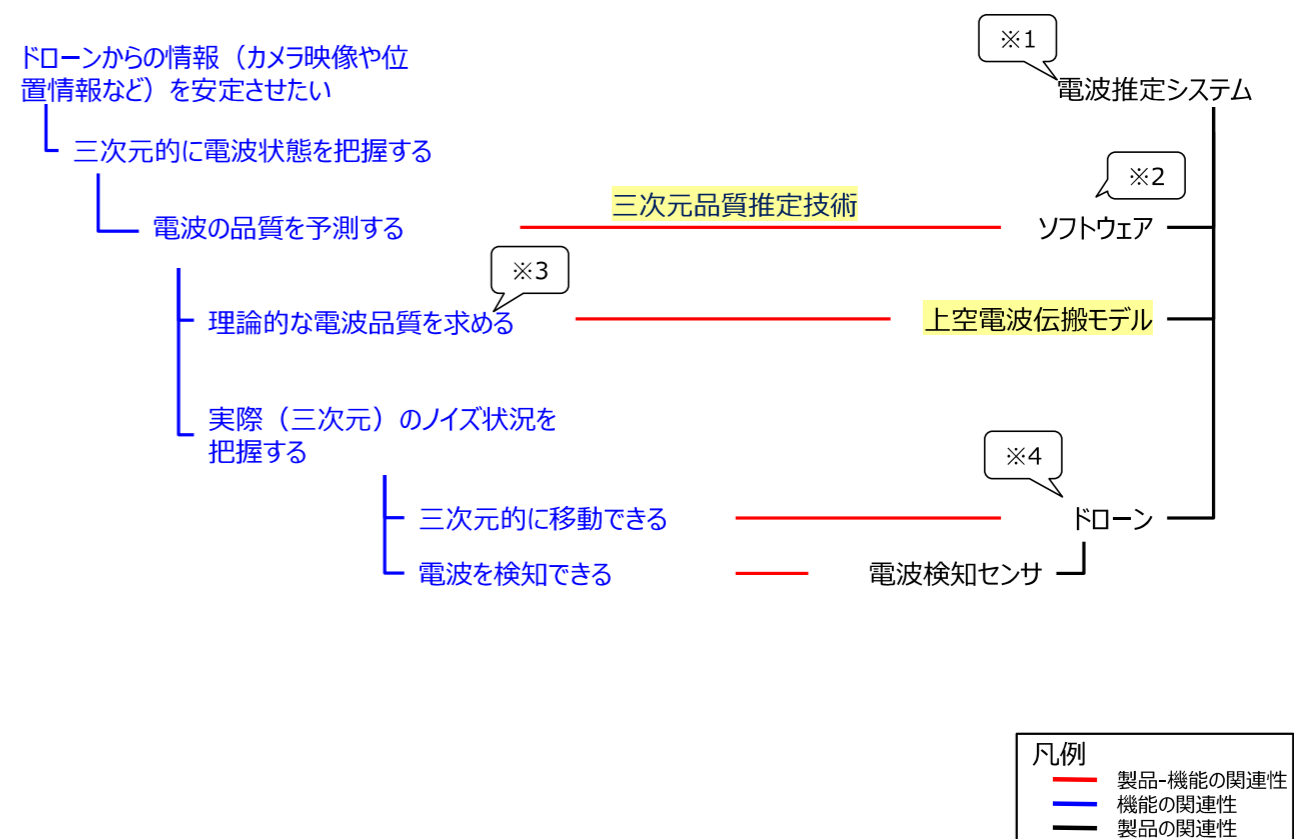 ※1
ドローンからの情報（カメラ映像や位
置情報など）を安定させたい
電波推定システム
三次元的に電波状態を把握する
※2
三次元品質推定技術
電波の品質を予測する
ソフトウェア
※3
理論的な電波品質を求める
上空電波伝搬モデル
実際（三次元）のノイズ状況を
把握する
※4
三次元的に移動できる
ドローン
電波を検知できる
電波検知センサ
凡例
製品-機能の関連性
機能の関連性
製品の関連性